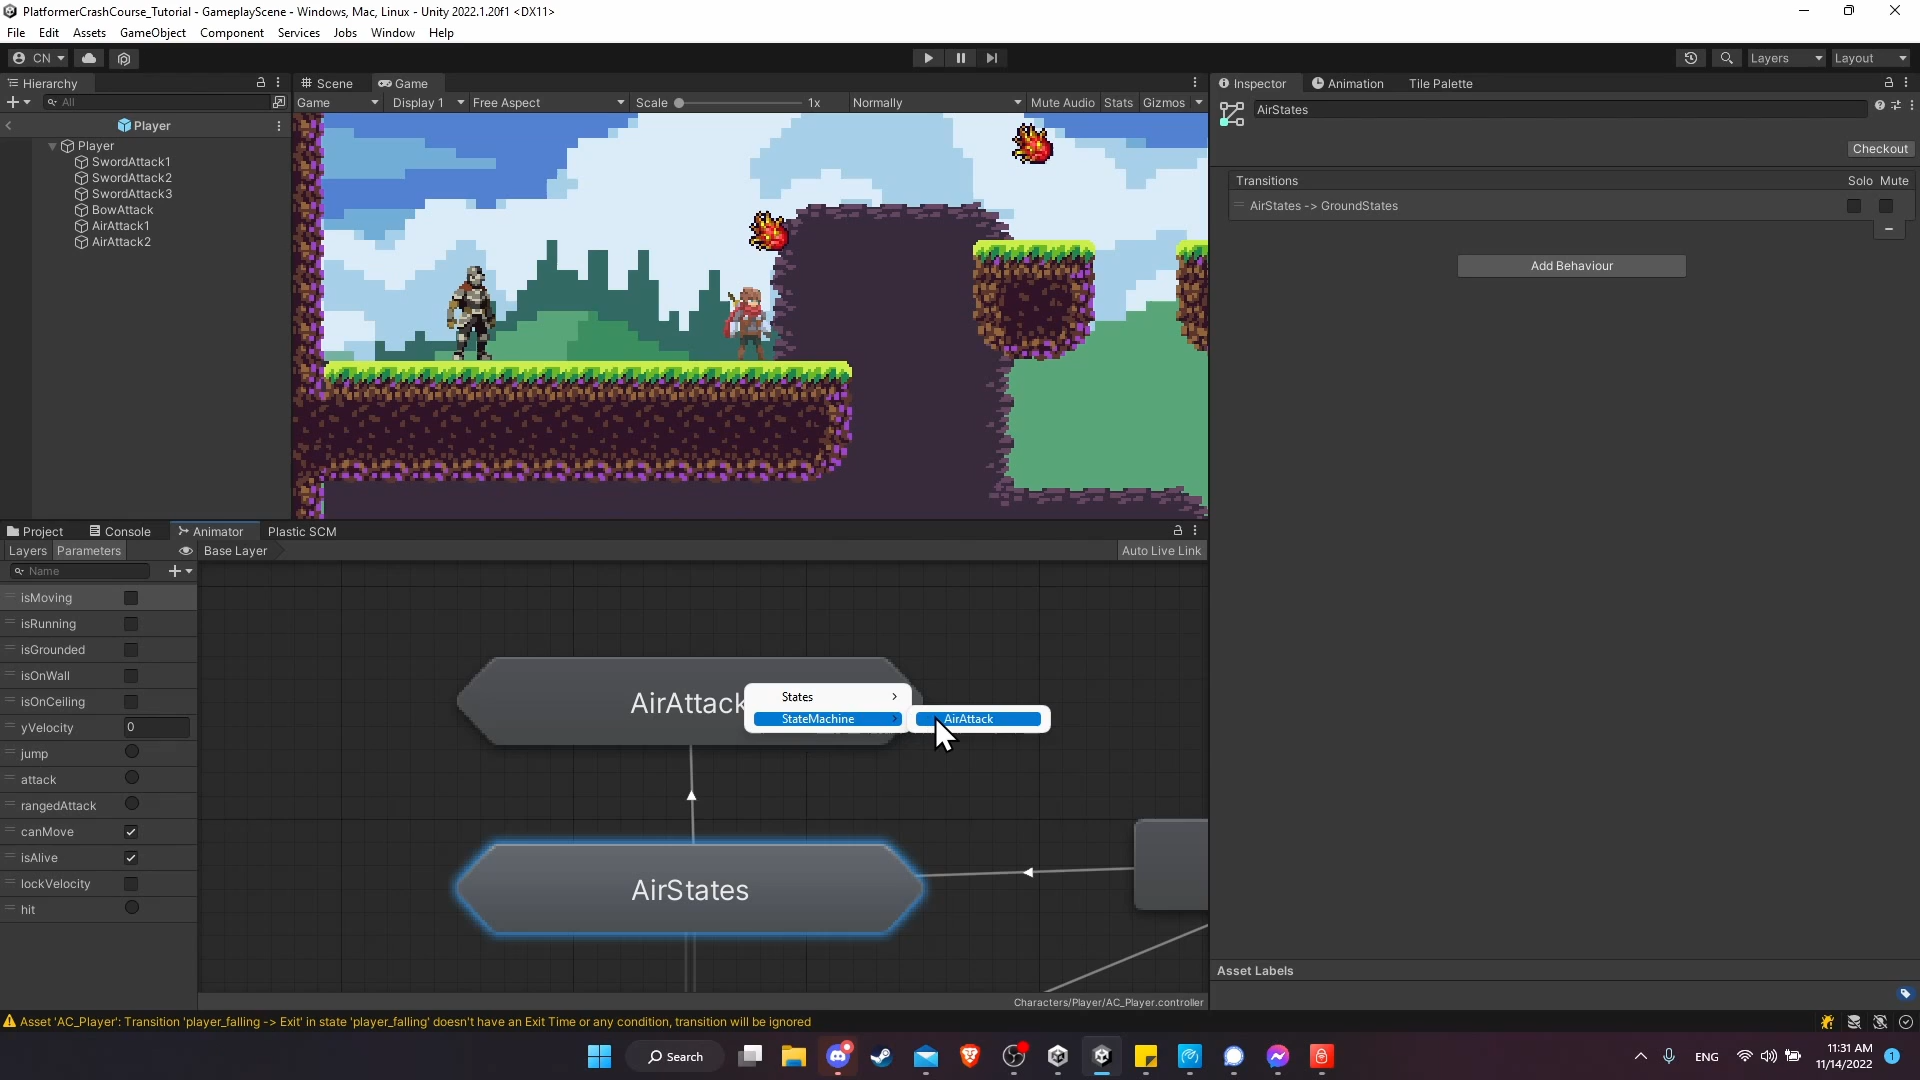 PlatformerCrashCourse_Tutorial - GameplayScene - Windows, Mac, Linux - Unity 2022.1.20f1 <DX11>
File Edit Assets GameObject Component Services Jobs Window Help
CN Layers Layout
Hierarchy Scene Game Inspector Animation Tile Palette
All Game Display 1 Free Aspect Scale 1x Normally Mute Audio Stats Gizmos
AirStates
Player
Player
SwordAttack1
SwordAttack2
SwordAttack3
BowAttack
AirAttack1
AirAttack2
Checkout
Transitions Solo Mute
AirStates -> GroundStates
Add Behaviour
Project Console Animator Plastic SCM
Layers Parameters Base Layer Auto Live Link
Name
isMoving
isRunning
isGrounded
isOnWall
isOnCeiling
yVelocity 0
jump
attack
rangedAttack
canMove
isAlive
lockVelocity
hit
AirAttack
States
StateMachine AirAttack
AirStates
Characters/Player/AC_Player.controller
Asset Labels
Asset 'AC_Player': Transition 'player_falling -> Exit' in state 'player_falling' doesn't have an Exit Time or any condition, transition will be ignored
Search
ENG
11:31 AM
11/14/2022
1